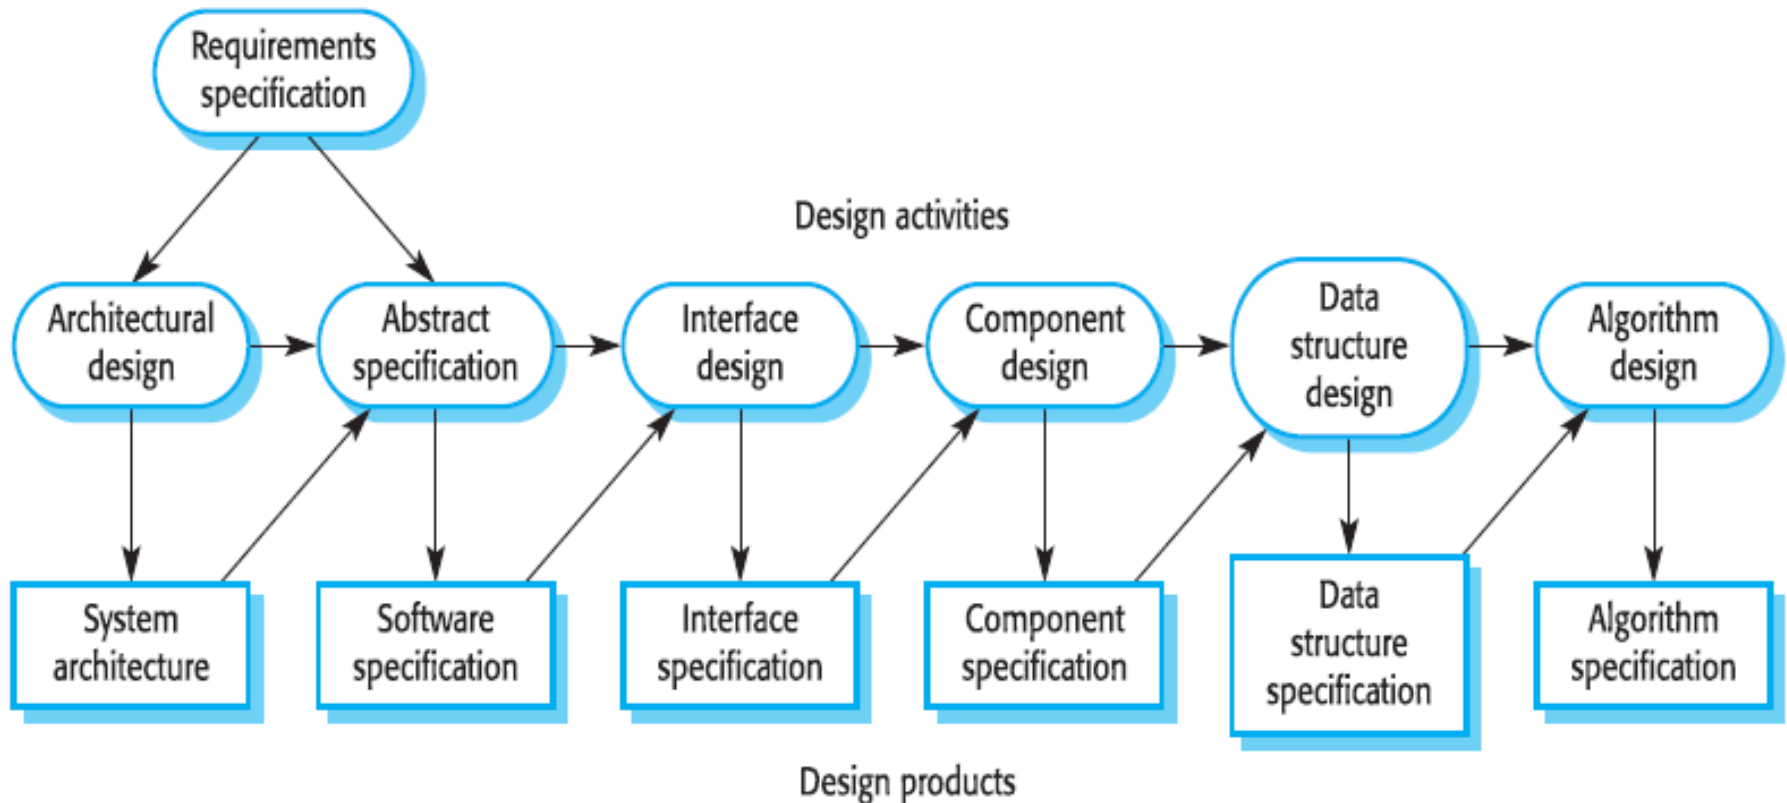 Requirements
specification
Design activities
Architectural
design
Abstract
specification
Interface
design
Component
design
Data
structure
design
Algorithm
design
System
architecture
Software
specification
Interface
specification
Component
specification
Data
structure
specification
Algorithm
specification
Design products